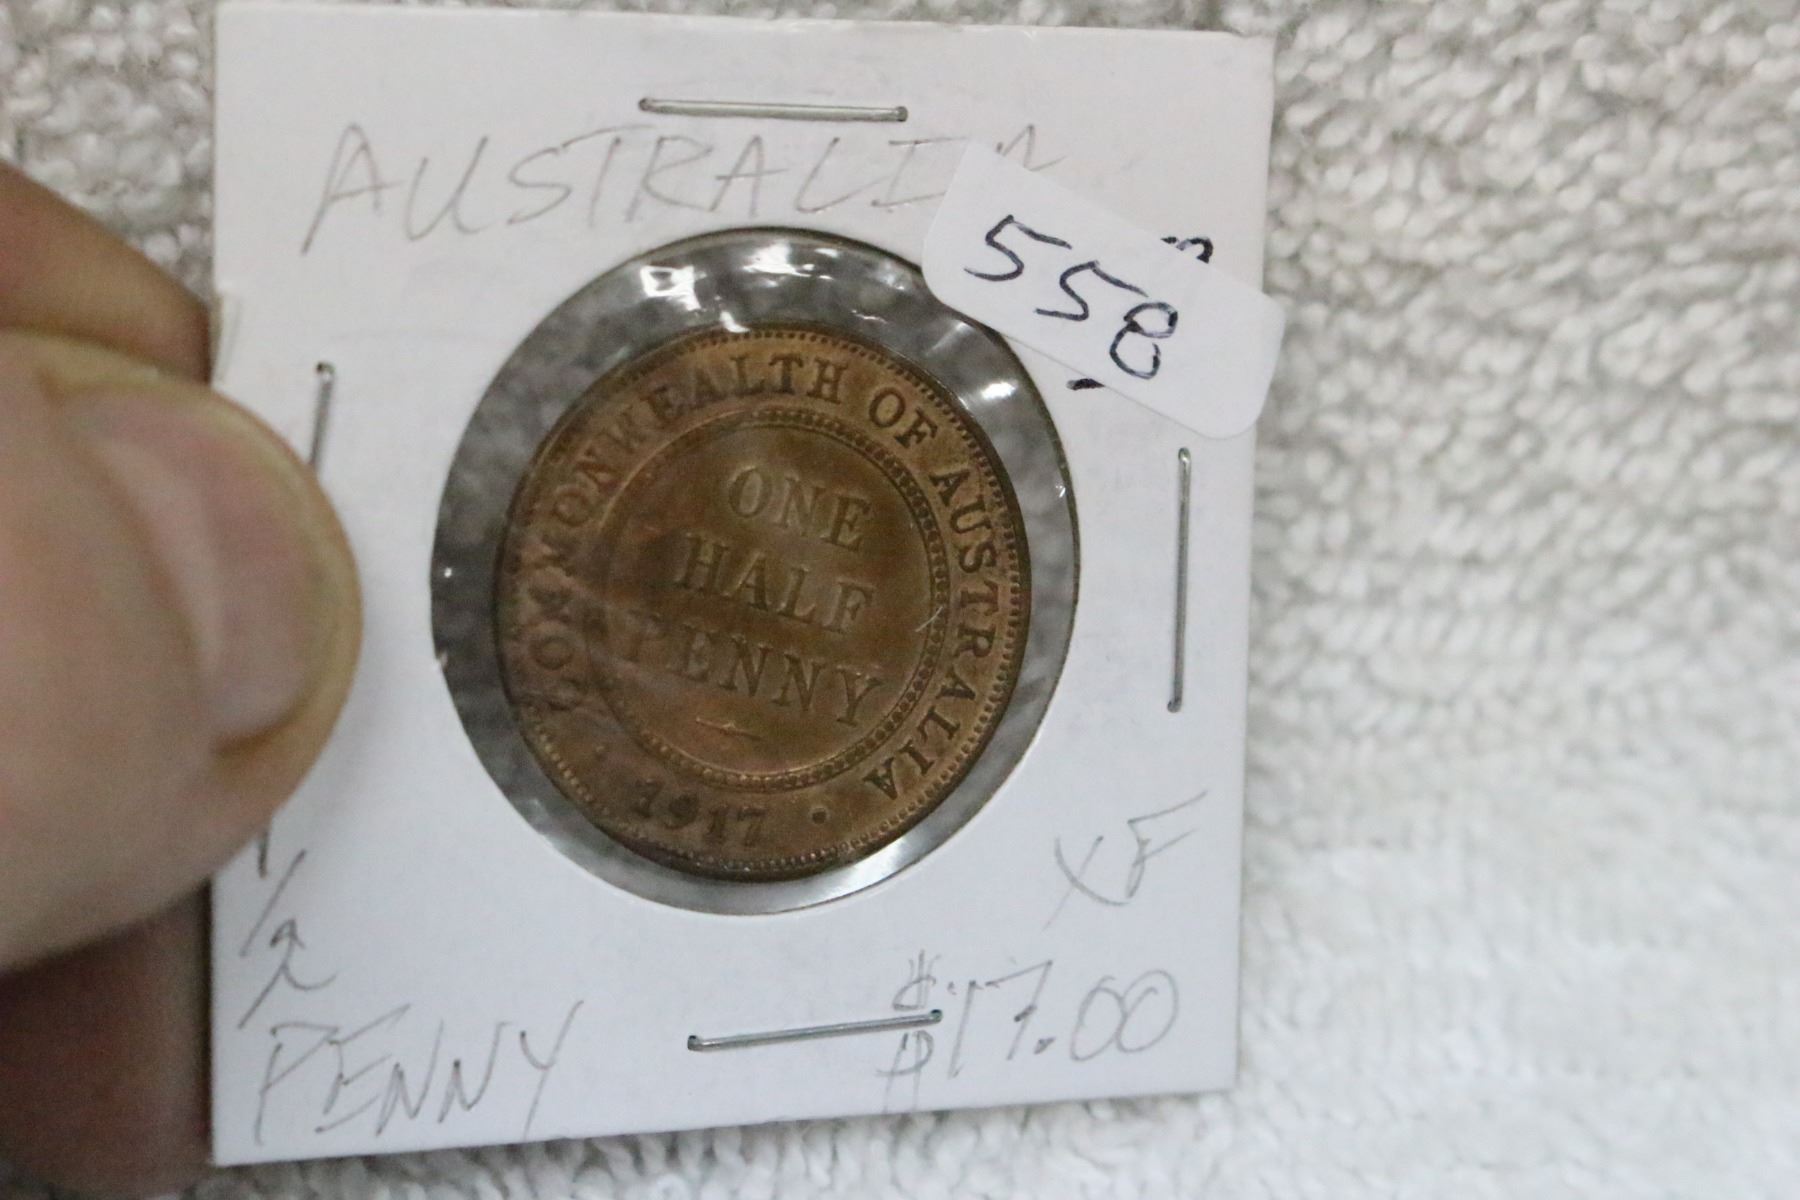 AUSTRALIA
558
COMMONWEALTH OF AUSTRALIA
ONE
HALF
PENNY
1917
XF
1/2
PENNY
$17.00